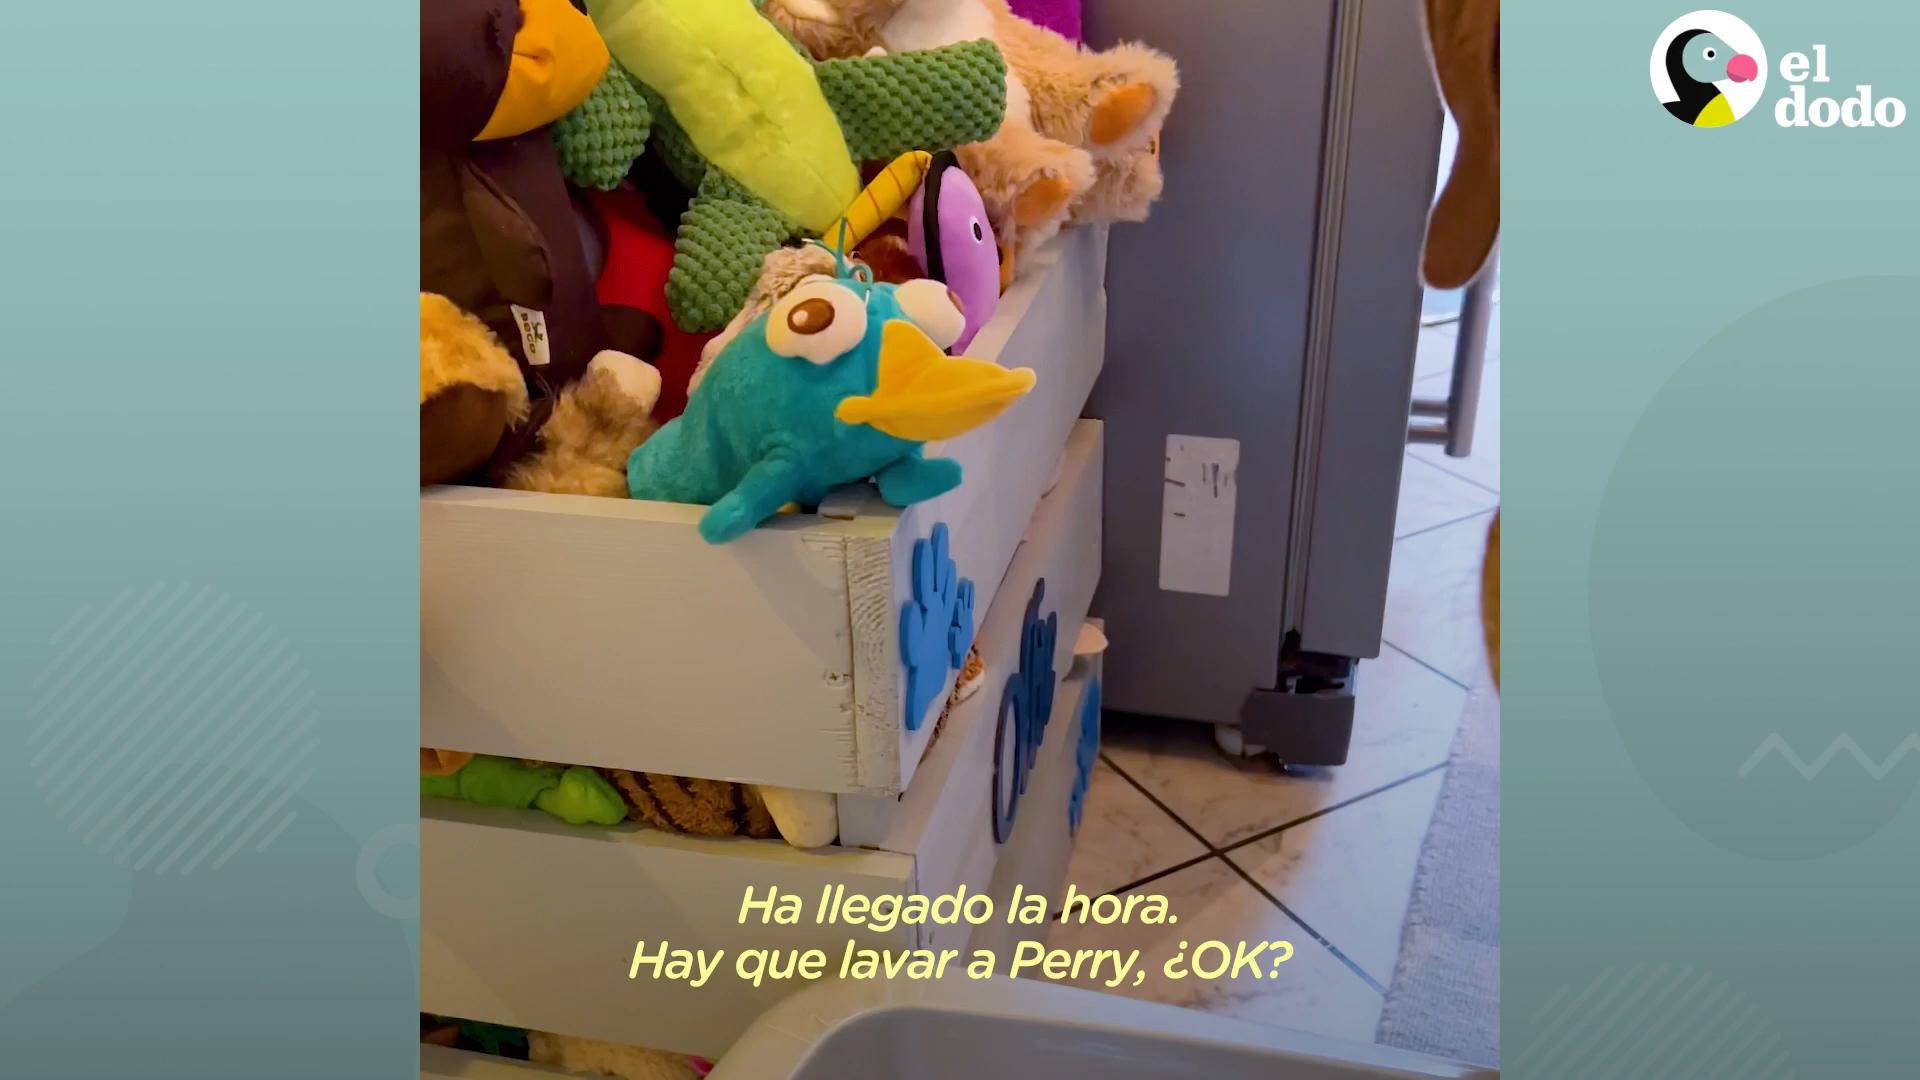 el
dodo
Ha llegado la hora.
Hay que lavar a Perry, ¿OK?